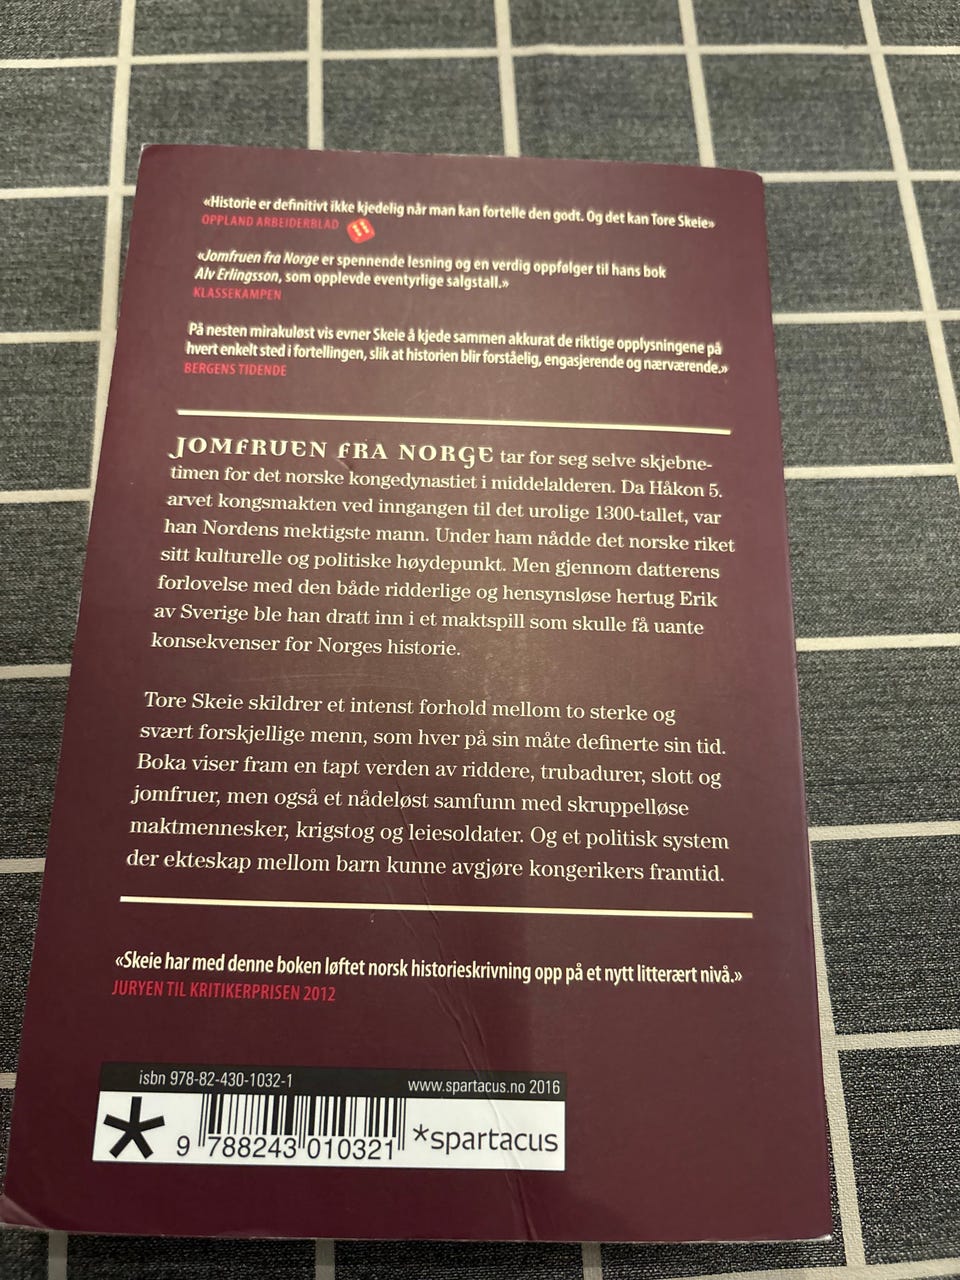 «Historie er definitivt ikke kjedelig når man kan fortelle den godt. Og det kan Tore Skeie»
OPPLAND ARBEIDERBLAD
«Jomfruen fra Norge er spennende lesning og en verdig oppfølger til hans bok
Alv Erlingsson, som opplevde eventyrlige salgstall.»
KLASSEKAMPEN
På nesten mirakuløst vis evner Skeie å kjede sammen akkurat de riktige opplysningene på
hvert enkelt sted i fortellingen, slik at historien blir forståelig, engasjerende og nærværende.»
BERGENS TIDENDE
JOMFRUEN FRA NORGE tar for seg selve skjebne-
timen for det norske kongedynastiet i middelalderen. Da Håkon 5.
arvet kongsmakten ved inngangen til det urolige 1300-tallet, var
han Nordens mektigste mann. Under ham nådde det norske riket
sitt kulturelle og politiske høydepunkt. Men gjennom datterens
forlovelse med den både ridderlige og hensynsløse hertug Erik
av Sverige ble han dratt inn i et maktspill som skulle få uante
konsekvenser for Norges historie.
Tore Skeie skildrer et intenst forhold mellom to sterke og
svært forskjellige menn, som hver på sin måte definerte sin tid.
Boka viser fram en tapt verden av riddere, trubadurer, slott og
jomfruer, men også et nådeløst samfunn med skruppelløse
maktmennesker, krigstog og leiesoldater. Og et politisk system
der ekteskap mellom barn kunne avgjøre kongerikers framtid.
«Skeie har med denne boken løftet norsk historieskrivning opp på et nytt litterært nivå.»
JURYEN TIL KRITIKERPRISEN 2012
isbn 978-82-430-1032-1 www.spartacus.no 2016
9 788243 010321 *spartacus